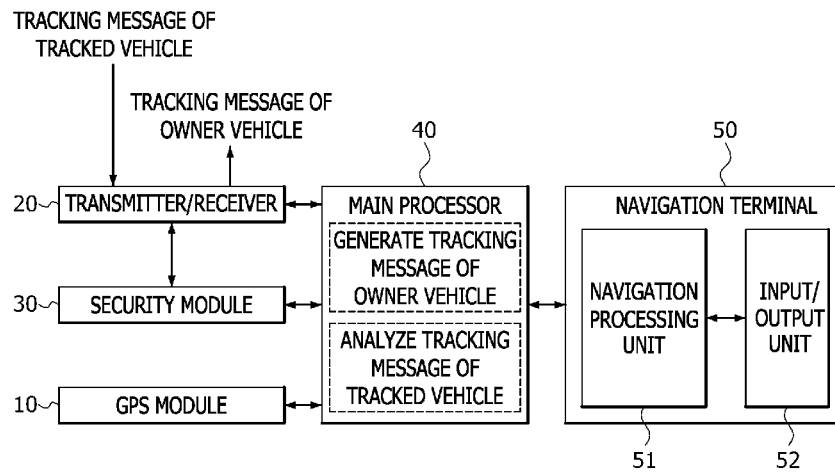 TRACKING MESSAGE OF
TRACKED VEHICLE
TRACKING MESSAGE OF
OWNER VEHICLE
40
50
20
TRANSMITTER/RECEIVER
MAIN PROCESSOR
NAVIGATION TERMINAL
GENERATE TRACKING
MESSAGE OF
OWNER VEHICLE
30
SECURITY MODULE
NAVIGATION
PROCESSING
UNIT
INPUT/
OUTPUT
UNIT
ANALYZE TRACKING
MESSAGE OF
TRACKED VEHICLE
10
GPS MODULE
51
52